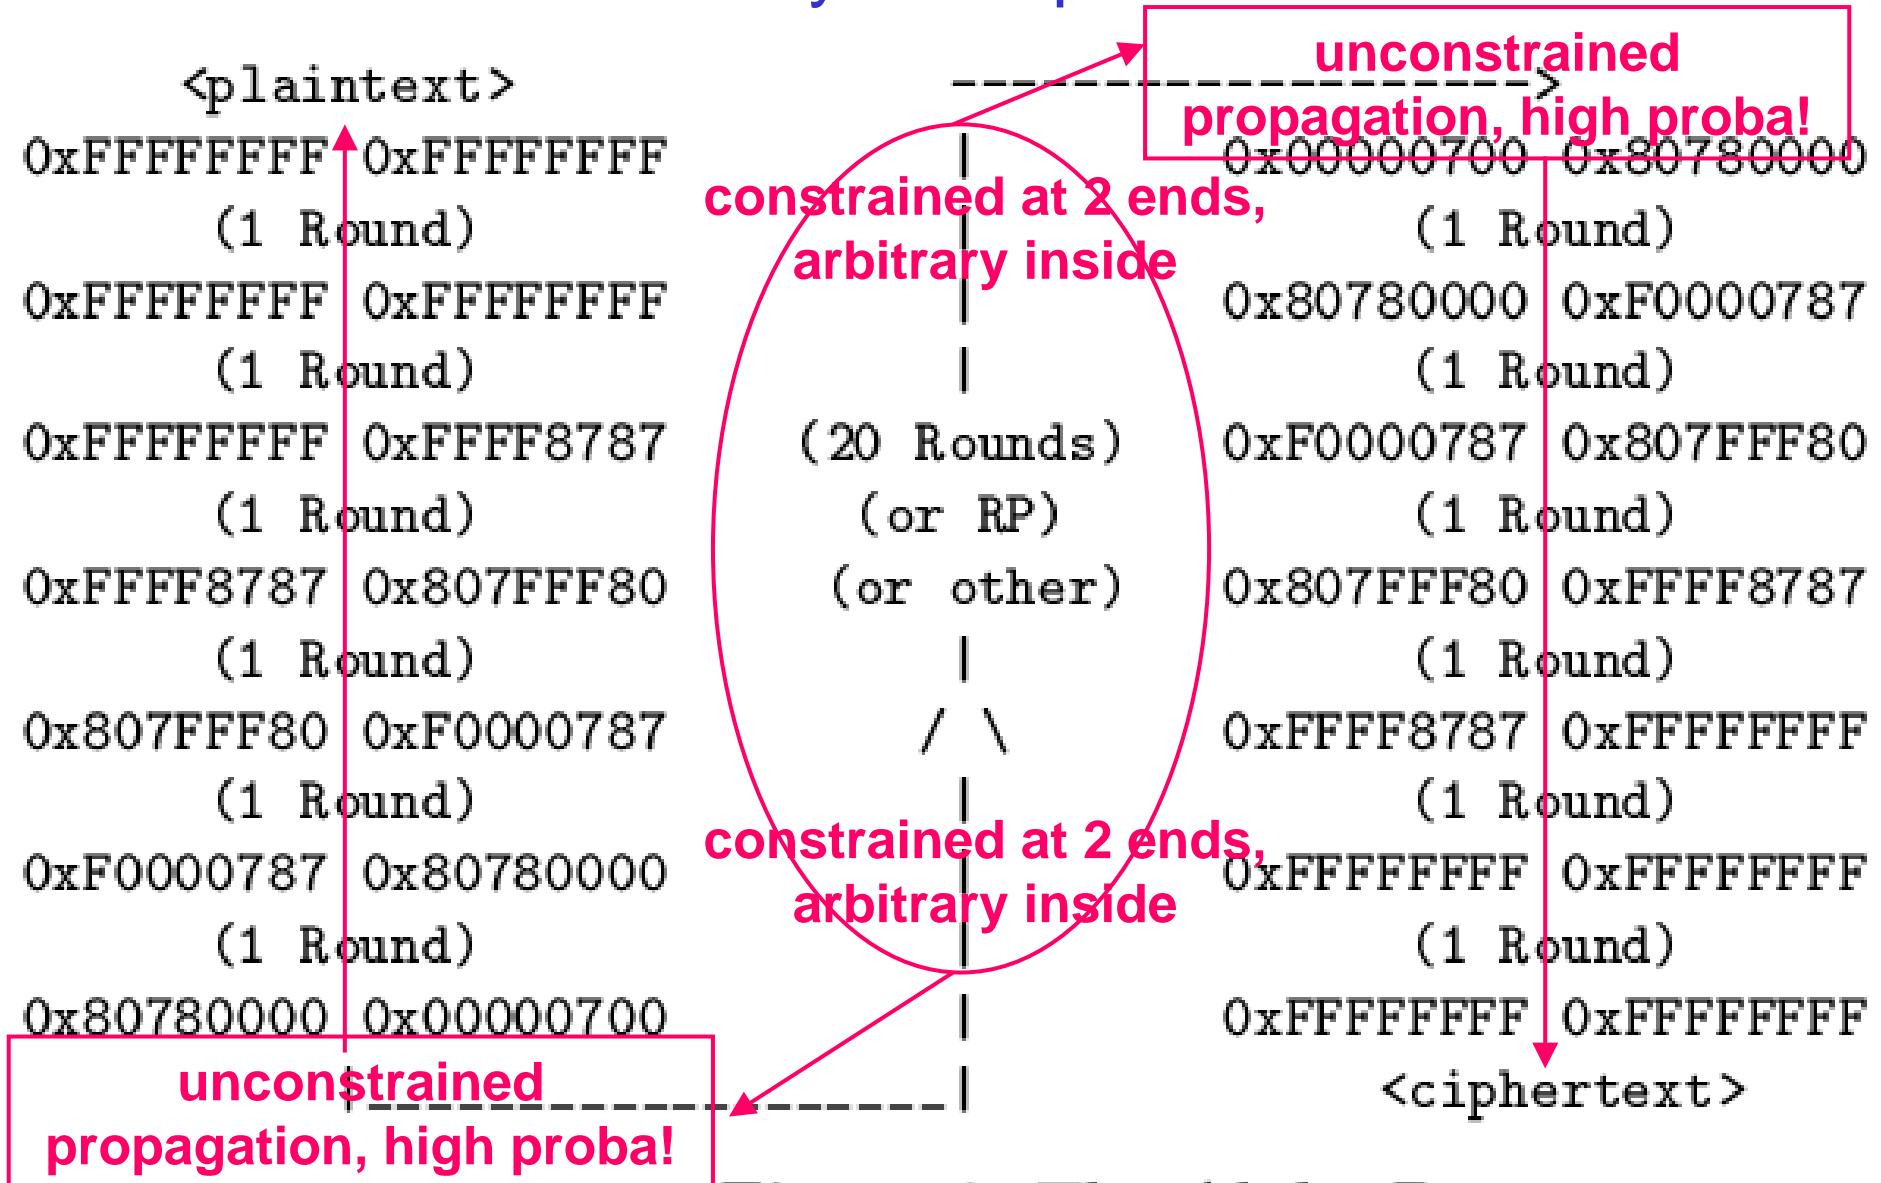 <plaintext>
0xFFFFFFFF 0xFFFFFFFF
(1 Round)
0xFFFFFFFF 0xFFFFFFFF
(1 Round)
0xFFFFFFFF 0xFFFF8787
(1 Round)
0xFFFF8787 0x807FFF80
(1 Round)
0x807FFF80 0xF0000787
(1 Round)
0xF0000787 0x80780000
(1 Round)
0x80780000 0x00000700
unconstrained
propagation, high proba!
constrained at 2 ends,
arbitrary inside
(20 Rounds)
(or RP)
(or other)
constrained at 2 ends,
arbitrary inside
unconstrained
propagation, high proba!
0x00000700 0x80780000
(1 Round)
0x80780000 0xF0000787
(1 Round)
0xF0000787 0x807FFF80
(1 Round)
0x807FFF80 0xFFFF8787
(1 Round)
0xFFFF8787 0xFFFFFFFF
(1 Round)
0xFFFFFFFF 0xFFFFFFFF
(1 Round)
0xFFFFFFFF 0xFFFFFFFF
<ciphertext>